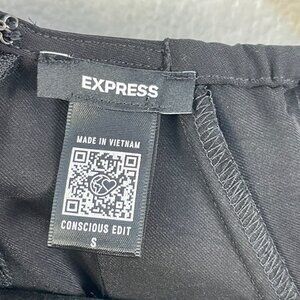 EXPRESS
MADE IN VIETNAM
CONSCIOUS EDIT
S